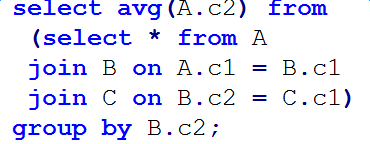 select avg(A.c2) from
(select * from A
join B on A.c1 = B.c1
join C on B.c2 = C.c1)
group by B.c2;